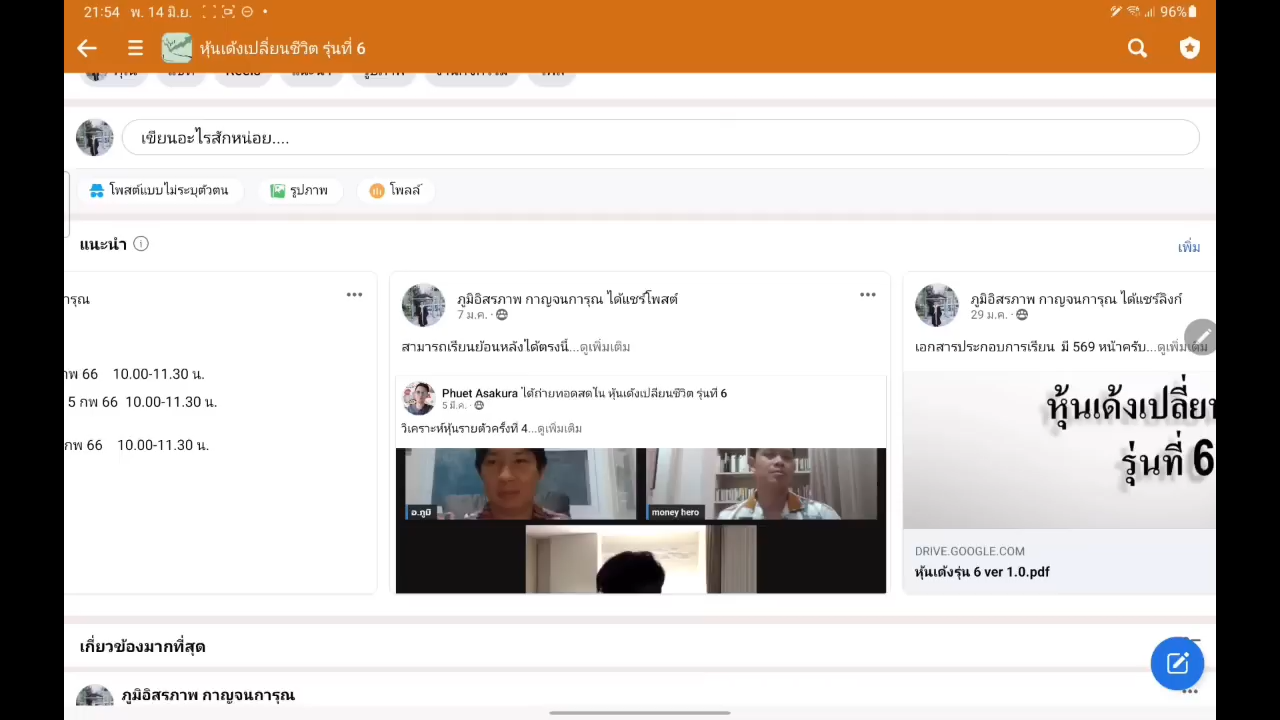 21:54 พ. 14 มิ.ย.
96%
หุ้นเด้งเปลี่ยนชีวิต รุ่นที่ 6
Reels
เขียนอะไรสักหน่อย....
โพสต์แบบไม่ระบุตัวตน รูปภาพ โพลล์
แนะนำ
เพิ่ม
ารุณ
กพ 66 10.00-11.30 น.
5 กพ 66 10.00-11.30 น.
กพ 66 10.00-11.30 น.
ภูมิอิสรภาพ กาญจนการุณ ได้แชร์โพสต์
7 ม.ค.
สามารถเรียนย้อนหลังได้ตรงนี้...ดูเพิ่มเติม
Phuet Asakura ได้ถ่ายทอดสดใน หุ้นเด้งเปลี่ยนชีวิต รุ่นที่ 6
5 มี.ค.
วิเคราะห์หุ้นรายตัวครั้งที่ 4...ดูเพิ่มเติม
อ.ภูมิ
money hero
ภูมิอิสรภาพ กาญจนการุณ ได้แชร์ลิงก์
29 ม.ค.
เอกสารประกอบการเรียน มี 569 หน้าครับ...ดูเพิ่มเติม
หุ้นเด้งเปลี่ย
รุ่นที่ 6
DRIVE.GOOGLE.COM
หุ้นเด้งรุ่น 6 ver 1.0.pdf
เกี่ยวข้องมากที่สุด
ภูมิอิสรภาพ กาญจนการุณ